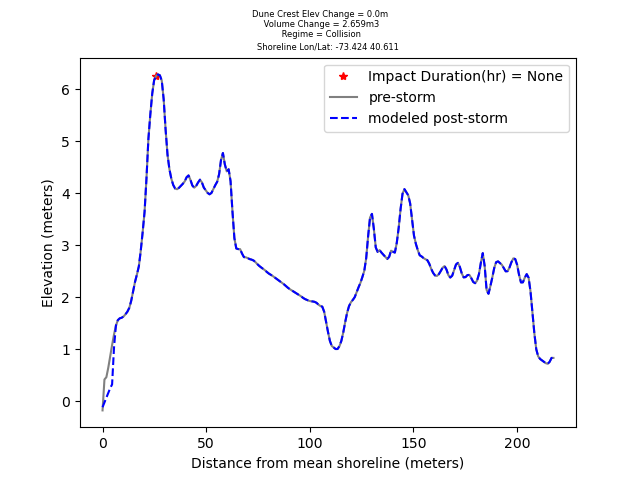 Dune Crest Elev Change = 0.0m
Volume Change = 2.659m3
Regime = Collision
Shoreline Lon/Lat: -73.424 40.611
Impact Duration(hr) = None
pre-storm
modeled post-storm
Elevation (meters)
6
5
4
3
2
1
0
0 50 100 150 200
Distance from mean shoreline (meters)